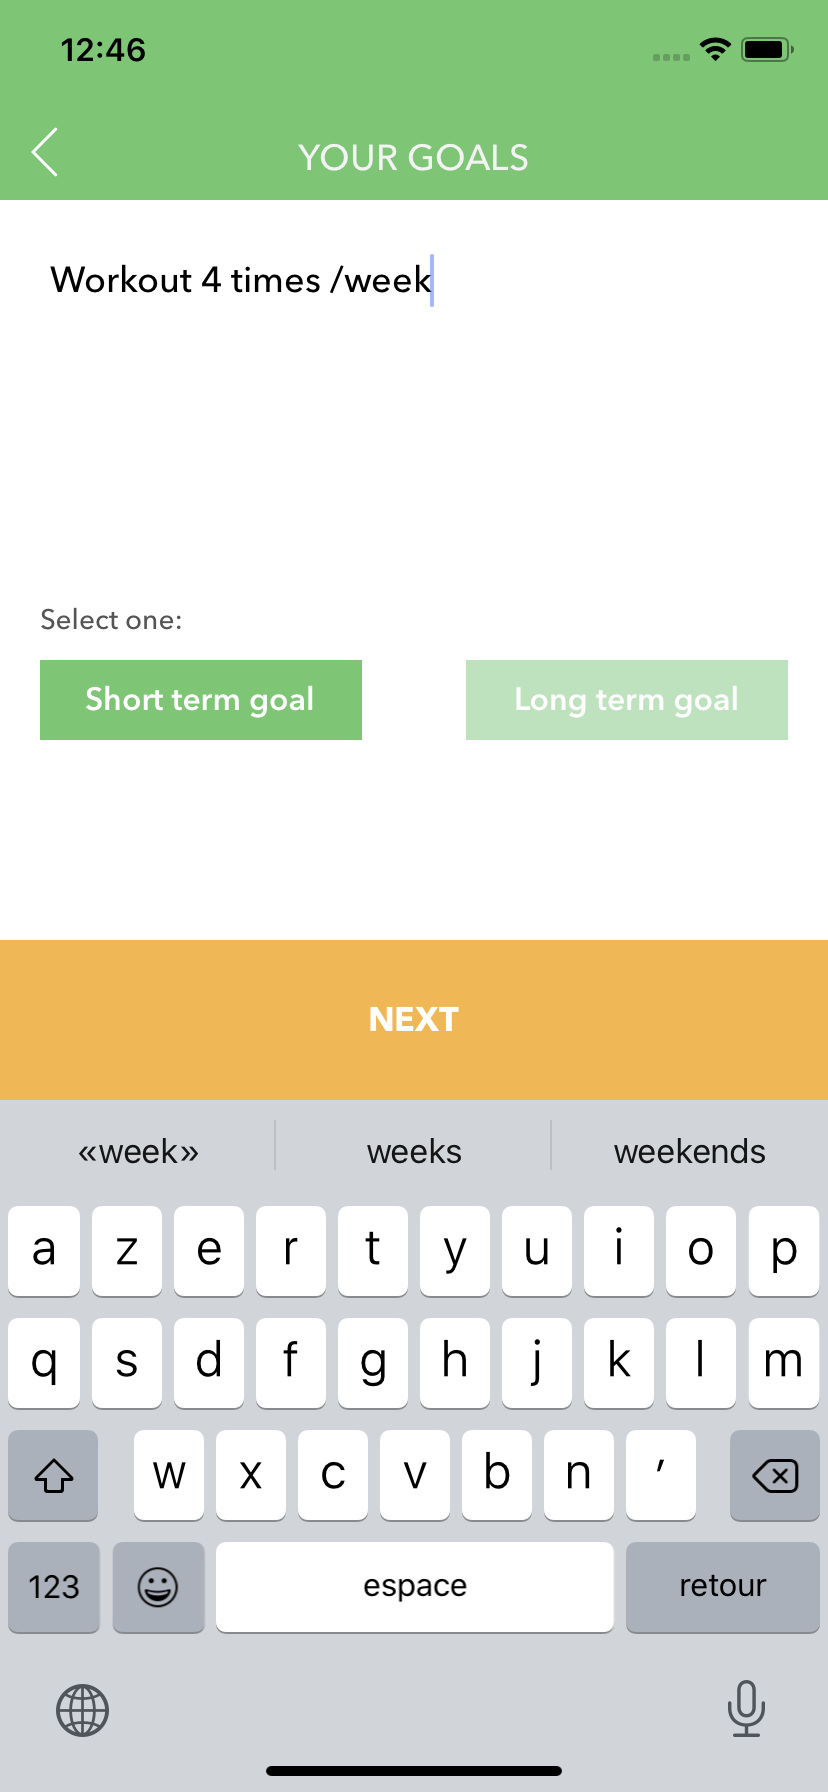 12:46
YOUR GOALS
Workout 4 times /week
Select one:
Short term goal Long term goal
NEXT
«week» weeks weekends
a z e r t y u i o p
q s d f g h j k l m
w x c v b n ′
123 espace retour